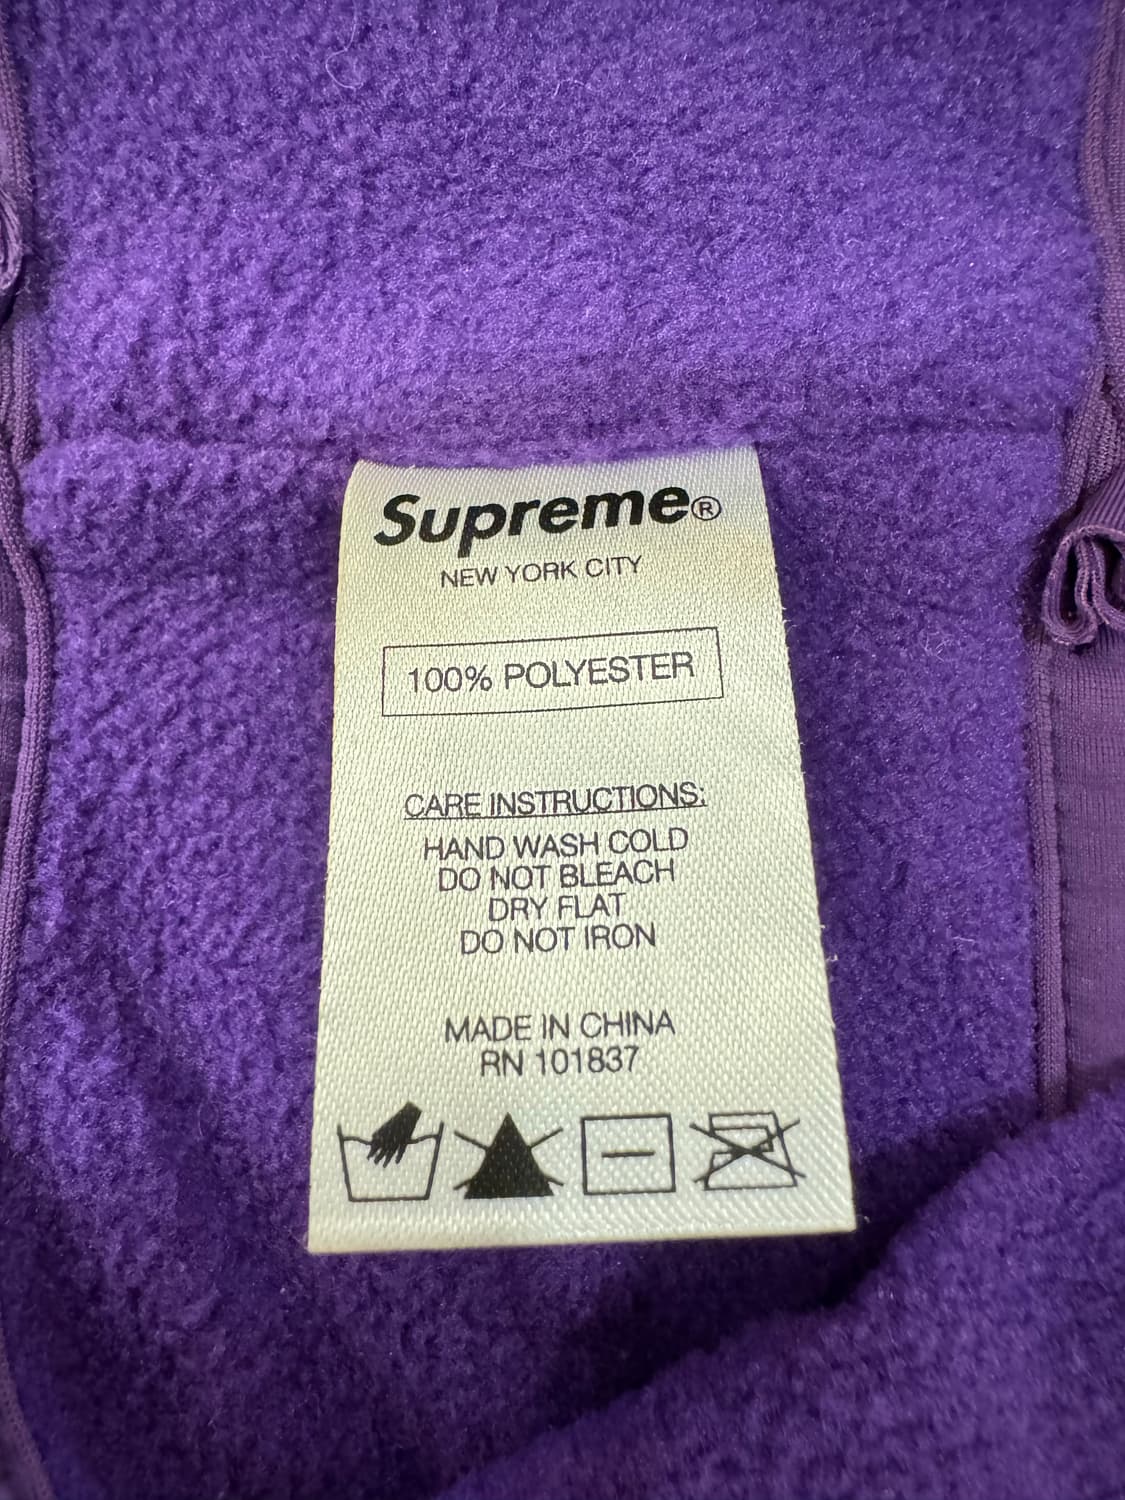 Supreme®
NEW YORK CITY
100% POLYESTER
CARE INSTRUCTIONS:
HAND WASH COLD
DO NOT BLEACH
DRY FLAT
DO NOT IRON
MADE IN CHINA
RN 101837